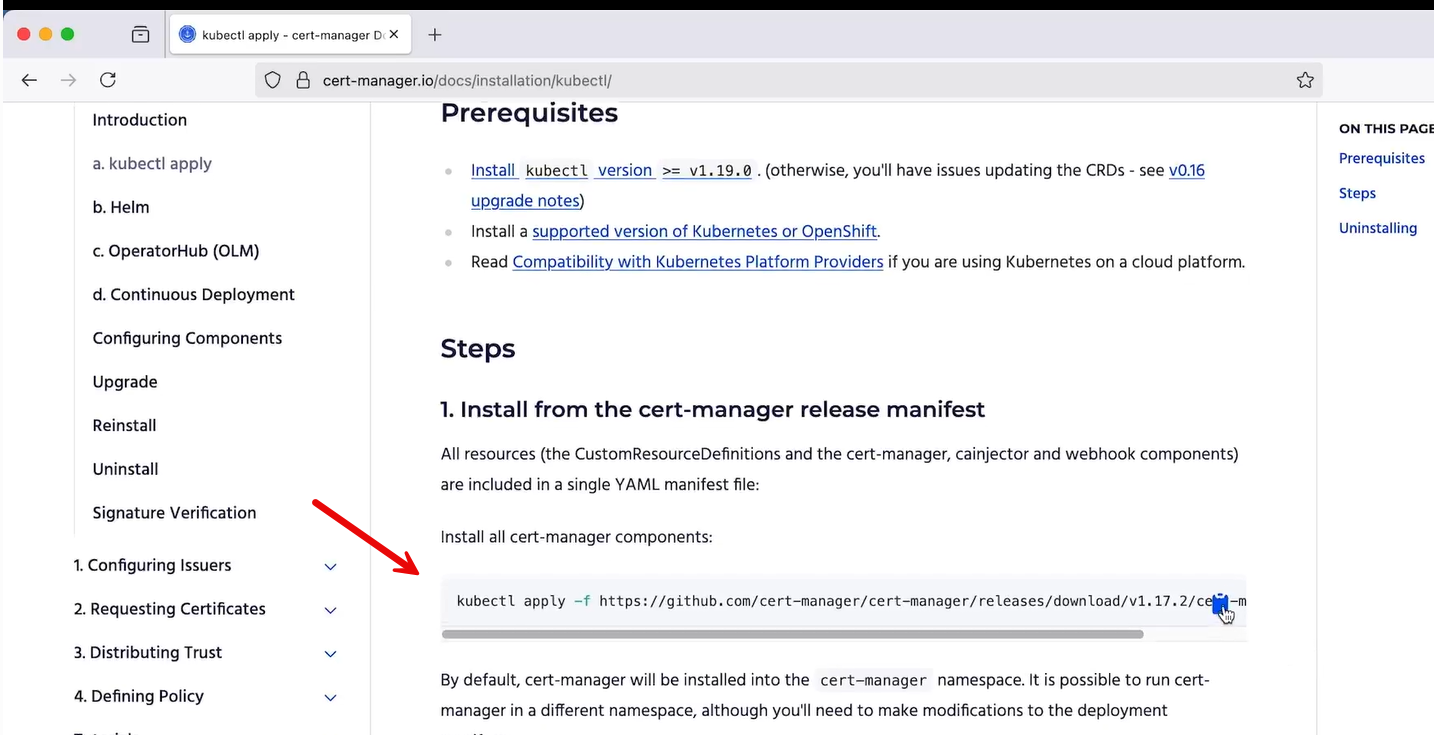 kubectl apply - cert-manager Do
cert-manager.io/docs/installation/kubectl/
Introduction
a. kubectl apply
b. Helm
c. OperatorHub (OLM)
d. Continuous Deployment
Configuring Components
Upgrade
Reinstall
Uninstall
Signature Verification
1. Configuring Issuers
2. Requesting Certificates
3. Distributing Trust
4. Defining Policy
Prerequisites
Install kubectl version >= v1.19.0 . (otherwise, you'll have issues updating the CRDs - see v0.16
upgrade notes)
Install a supported version of Kubernetes or OpenShift.
Read Compatibility with Kubernetes Platform Providers if you are using Kubernetes on a cloud platform.
Steps
1. Install from the cert-manager release manifest
All resources (the CustomResourceDefinitions and the cert-manager, cainjector and webhook components)
are included in a single YAML manifest file:
Install all cert-manager components:
kubectl apply -f https://github.com/cert-manager/cert-manager/releases/download/v1.17.2/cert-m
By default, cert-manager will be installed into the cert-manager namespace. It is possible to run cert-
manager in a different namespace, although you'll need to make modifications to the deployment
ON THIS PAGE
Prerequisites
Steps
Uninstalling